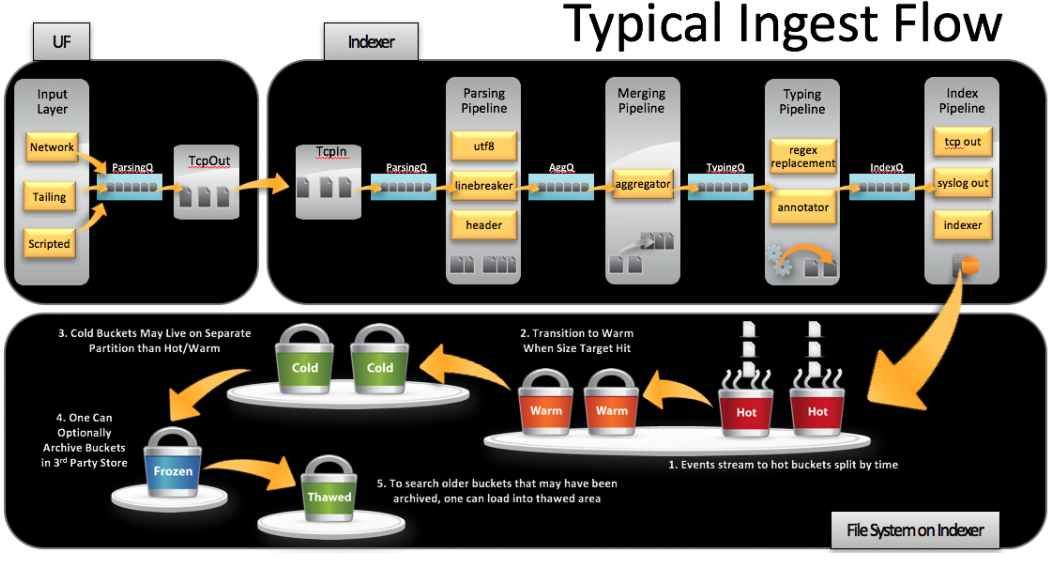 Typical Ingest Flow
UF
Indexer
Input
Layer
Network
Tailing
Scripted
ParsingQ
TcpOut
TcpIn
ParsingQ
Parsing
Pipeline
utf8
linebreaker
header
AggQ
Merging
Pipeline
aggregator
TypingQ
Typing
Pipeline
regex
replacement
annotator
IndexQ
Index
Pipeline
tcp out
syslog out
indexer
3. Cold Buckets May Live on Separate
Partition than Hot/Warm
Cold
Cold
2. Transition to Warm
When Size Target Hit
Warm
Warm
Hot
Hot
1. Events stream to hot buckets split by time
4. One Can
Optionally
Archive Buckets
in 3rd Party Store
Frozen
Thawed
5. To search older buckets that may have been
archived, one can load into thawed area
File System on Indexer